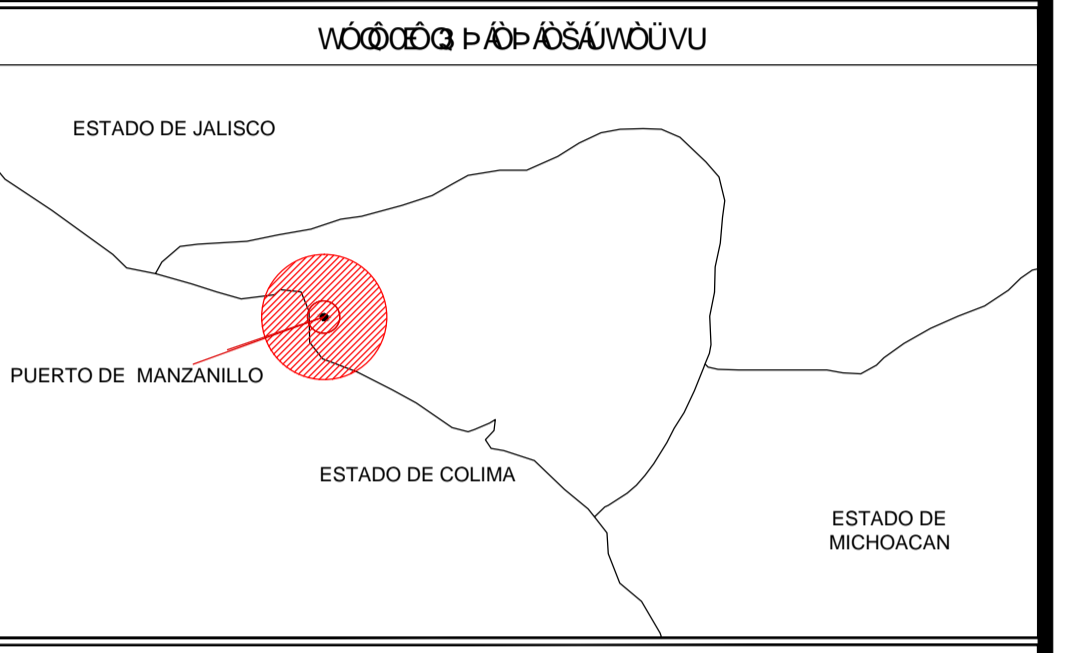 ESTADO DE JALISCO
PUERTO DE MANZANILLO
ESTADO DE COLIMA
ESTADO DE
MICHOACAN